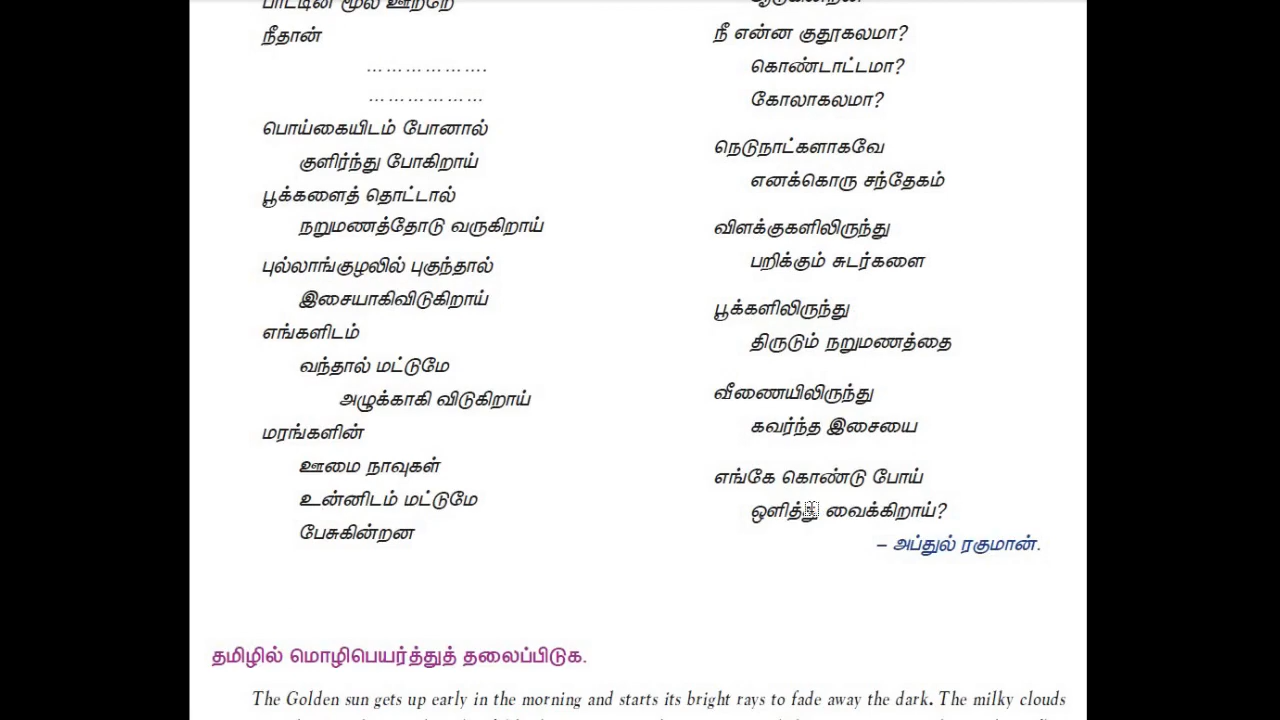 பாட்டின் மூல ஊற்றே
நீதான்
……………….
………………
பொய்கையிடம் போனால்
குளிர்ந்து போகிறாய்
பூக்களைத் தொட்டால்
நறுமணத்தோடு வருகிறாய்
புல்லாங்குழலில் புகுந்தால்
இசையாகிவிடுகிறாய்
எங்களிடம்
வந்தால் மட்டுமே
அழுக்காகி விடுகிறாய்
மரங்களின்
ஊமை நாவுகள்
உன்னிடம் மட்டுமே
பேசுகின்றன
நீ என்ன குதூகலமா?
கொண்டாட்டமா?
கோலாகலமா?
நெடுநாட்களாகவே
எனக்கொரு சந்தேகம்
விளக்குகளிலிருந்து
பறிக்கும் சுடர்களை
பூக்களிலிருந்து
திருடும் நறுமணத்தை
வீணையிலிருந்து
கவர்ந்த இசையை
எங்கே கொண்டு போய்
ஒளித்து வைக்கிறாய்?
– அப்துல் ரகுமான்.
தமிழில் மொழிபெயர்த்துத் தலைப்பிடுக.
The Golden sun gets up early in the morning and starts its bright rays to fade away the dark. The milky clouds